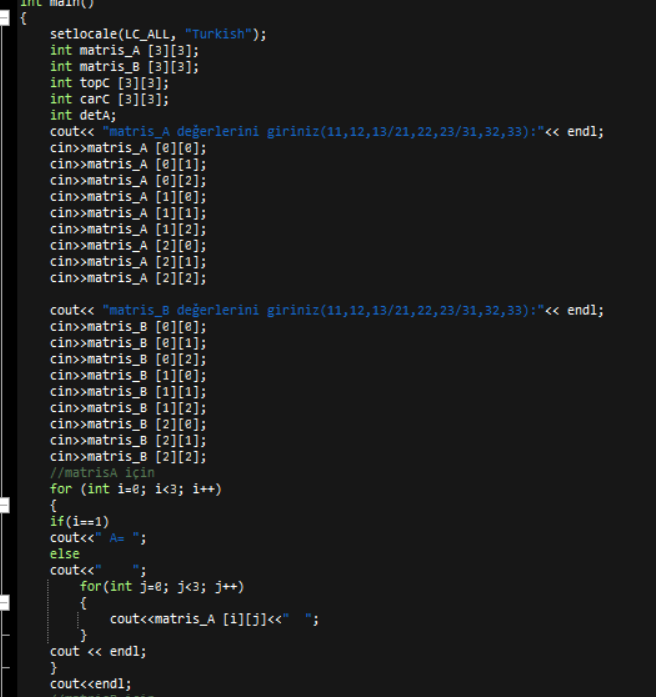 int main()
{
setlocale(LC_ALL, "Turkish");
int matris_A [3][3];
int matris_B [3][3];
int topC [3][3];
int carC [3][3];
int detA;
cout<< "matris_A değerlerini giriniz(11,12,13/21,22,23/31,32,33):"<< endl;
cin>>matris_A [0][0];
cin>>matris_A [0][1];
cin>>matris_A [0][2];
cin>>matris_A [1][0];
cin>>matris_A [1][1];
cin>>matris_A [1][2];
cin>>matris_A [2][0];
cin>>matris_A [2][1];
cin>>matris_A [2][2];
cout<< "matris_B değerlerini giriniz(11,12,13/21,22,23/31,32,33):"<< endl;
cin>>matris_B [0][0];
cin>>matris_B [0][1];
cin>>matris_B [0][2];
cin>>matris_B [1][0];
cin>>matris_B [1][1];
cin>>matris_B [1][2];
cin>>matris_B [2][0];
cin>>matris_B [2][1];
cin>>matris_B [2][2];
//matrisA için
for (int i=0; i<3; i++)
{
if(i==1)
cout<<" A= ";
else
cout<<"    ";
for(int j=0; j<3; j++)
{
cout<<matris_A [i][j]<<"  ";
}
cout << endl;
}
cout<<endl;